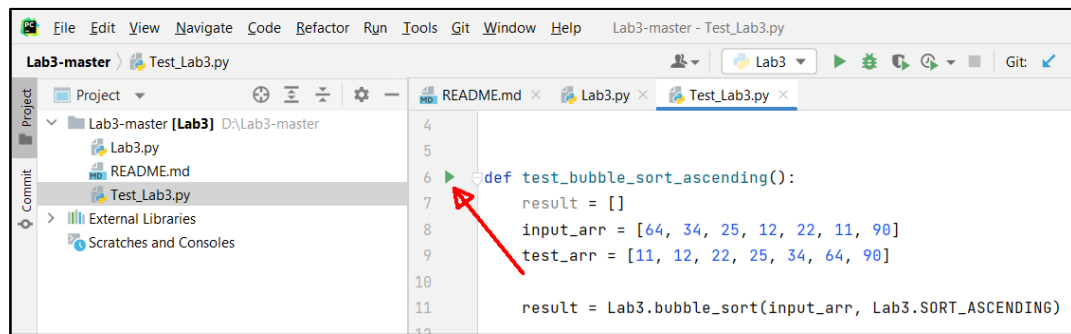 PC File Edit View Navigate Code Refactor Run Tools Git Window Help Lab3-master - Test_Lab3.py
Lab3-master Test_Lab3.py Lab3 Git:
Project
Project
MD README.md Lab3.py Test_Lab3.py
Lab3-master [Lab3] D:\Lab3-master
Lab3.py
MD README.md
Test_Lab3.py
External Libraries
Scratches and Consoles
Commit
4
5
6 def test_bubble_sort_ascending():
7 result = []
8 input_arr = [64, 34, 25, 12, 22, 11, 90]
9 test_arr = [11, 12, 22, 25, 34, 64, 90]
10
11 result = Lab3.bubble_sort(input_arr, Lab3.SORT_ASCENDING)
12